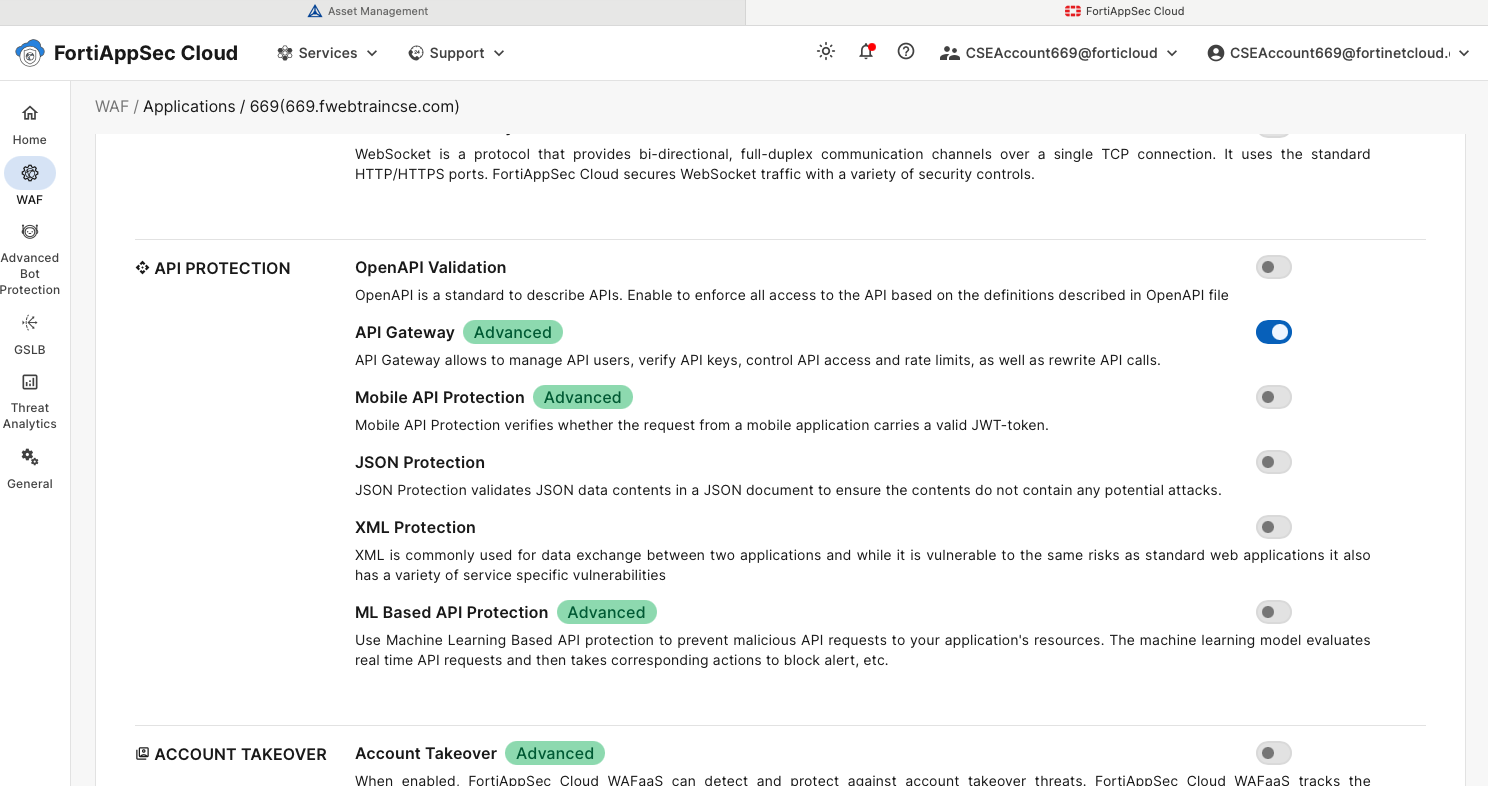 Asset Management
FortiAppSec Cloud
FortiAppSec Cloud
Services
Support
CSEAccount669@forticloud
CSEAccount669@fortinetcloud.
WAF / Applications / 669(669.fwebtraincse.com)
Home
WAF
Advanced
Bot
Protection
GSLB
Threat
Analytics
General
WebSocket is a protocol that provides bi-directional, full-duplex communication channels over a single TCP connection. It uses the standard
HTTP/HTTPS ports. FortiAppSec Cloud secures WebSocket traffic with a variety of security controls.
API PROTECTION
OpenAPI Validation
OpenAPI is a standard to describe APIs. Enable to enforce all access to the API based on the definitions described in OpenAPI file
API Gateway Advanced
API Gateway allows to manage API users, verify API keys, control API access and rate limits, as well as rewrite API calls.
Mobile API Protection Advanced
Mobile API Protection verifies whether the request from a mobile application carries a valid JWT-token.
JSON Protection
JSON Protection validates JSON data contents in a JSON document to ensure the contents do not contain any potential attacks.
XML Protection
XML is commonly used for data exchange between two applications and while it is vulnerable to the same risks as standard web applications it also
has a variety of service specific vulnerabilities
ML Based API Protection Advanced
Use Machine Learning Based API protection to prevent malicious API requests to your application's resources. The machine learning model evaluates
real time API requests and then takes corresponding actions to block alert, etc.
ACCOUNT TAKEOVER
Account Takeover Advanced
When enabled, FortiAppSec Cloud WAFaaS can detect and protect against account takeover threats. FortiAppSec Cloud WAFaaS tracks the